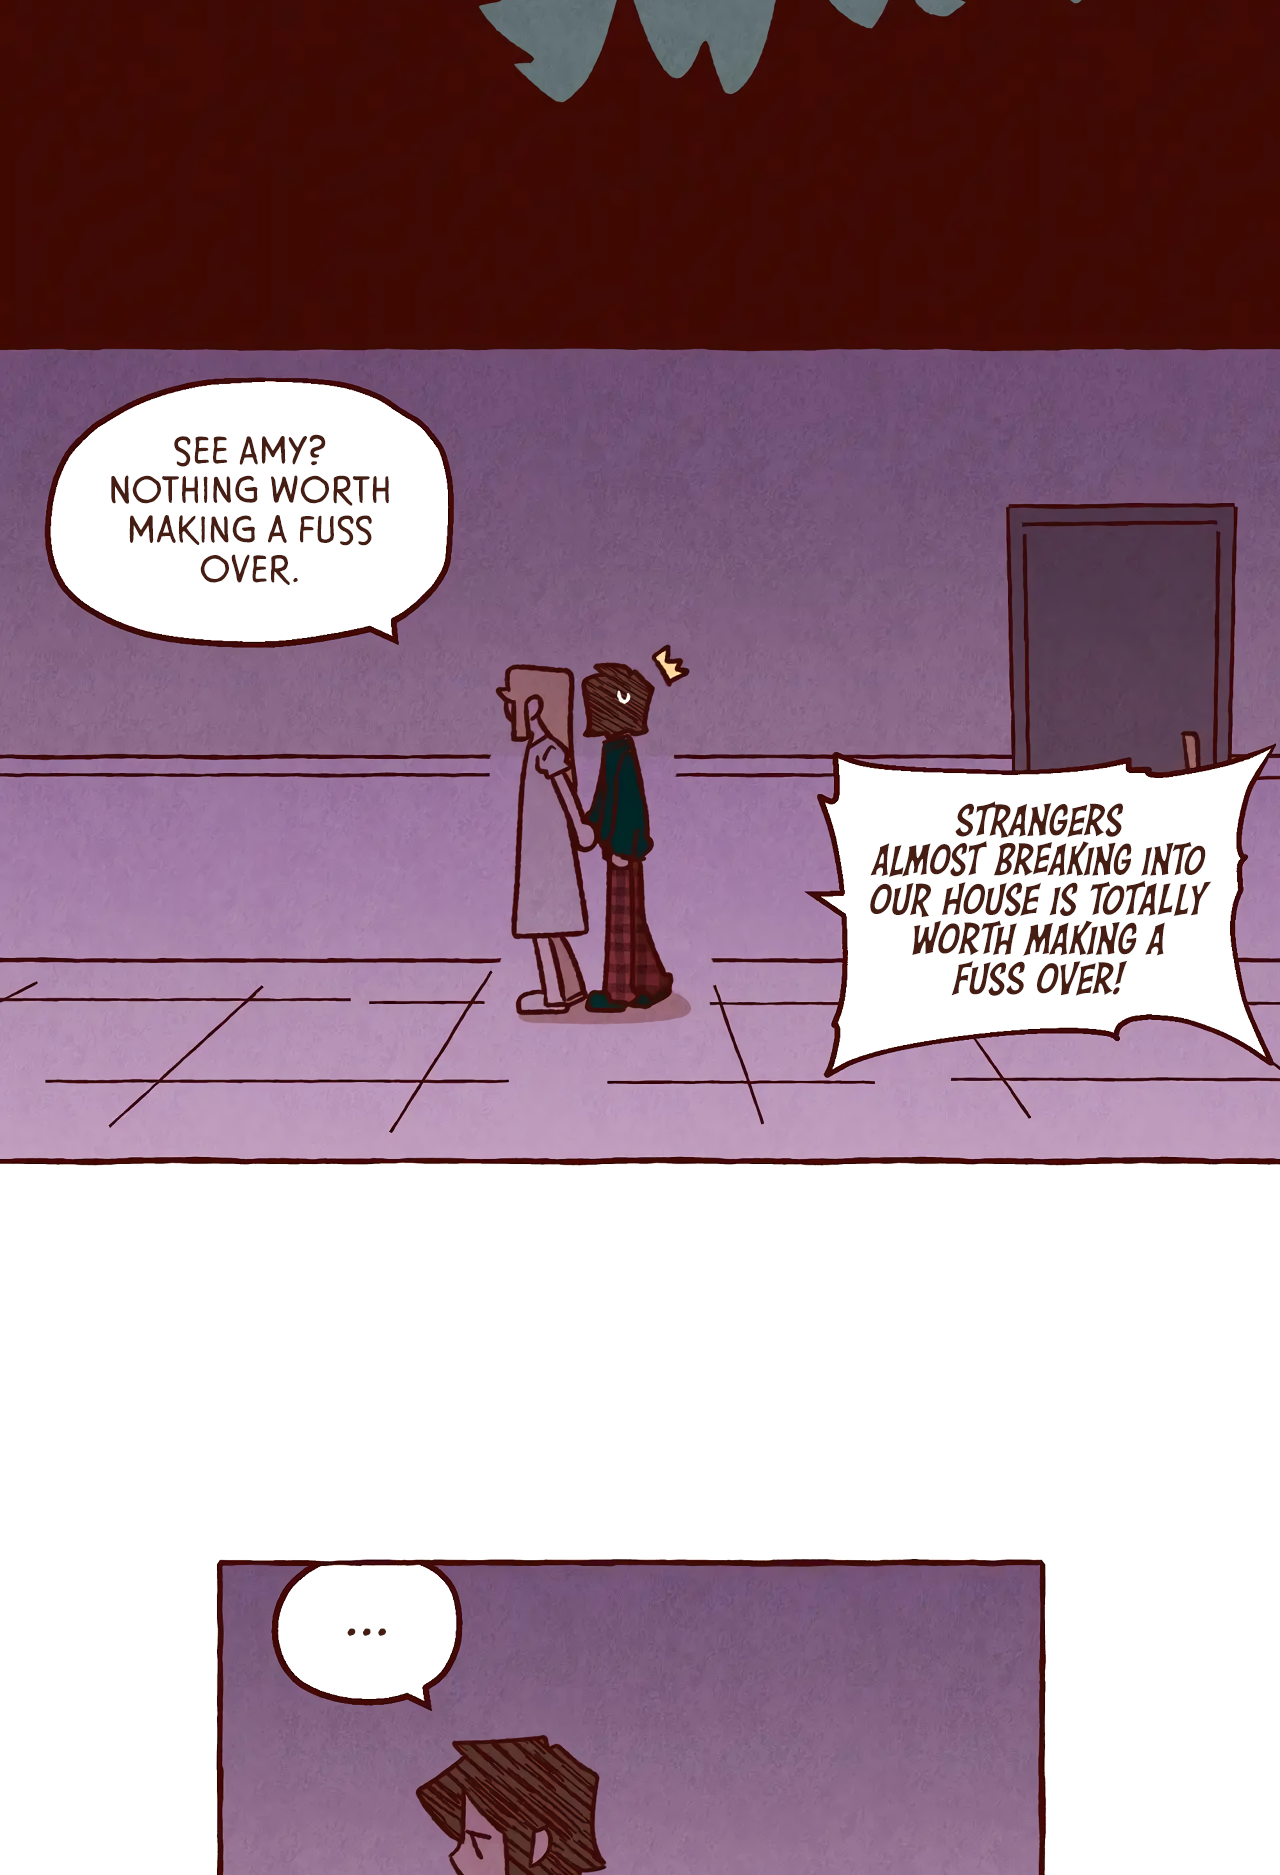 SEE AMY?
NOTHING WORTH
MAKING A FUSS
OVER.
STRANGERS
ALMOST BREAKING INTO
OUR HOUSE IS TOTALLY
WORTH MAKING A
FUSS OVER!
...